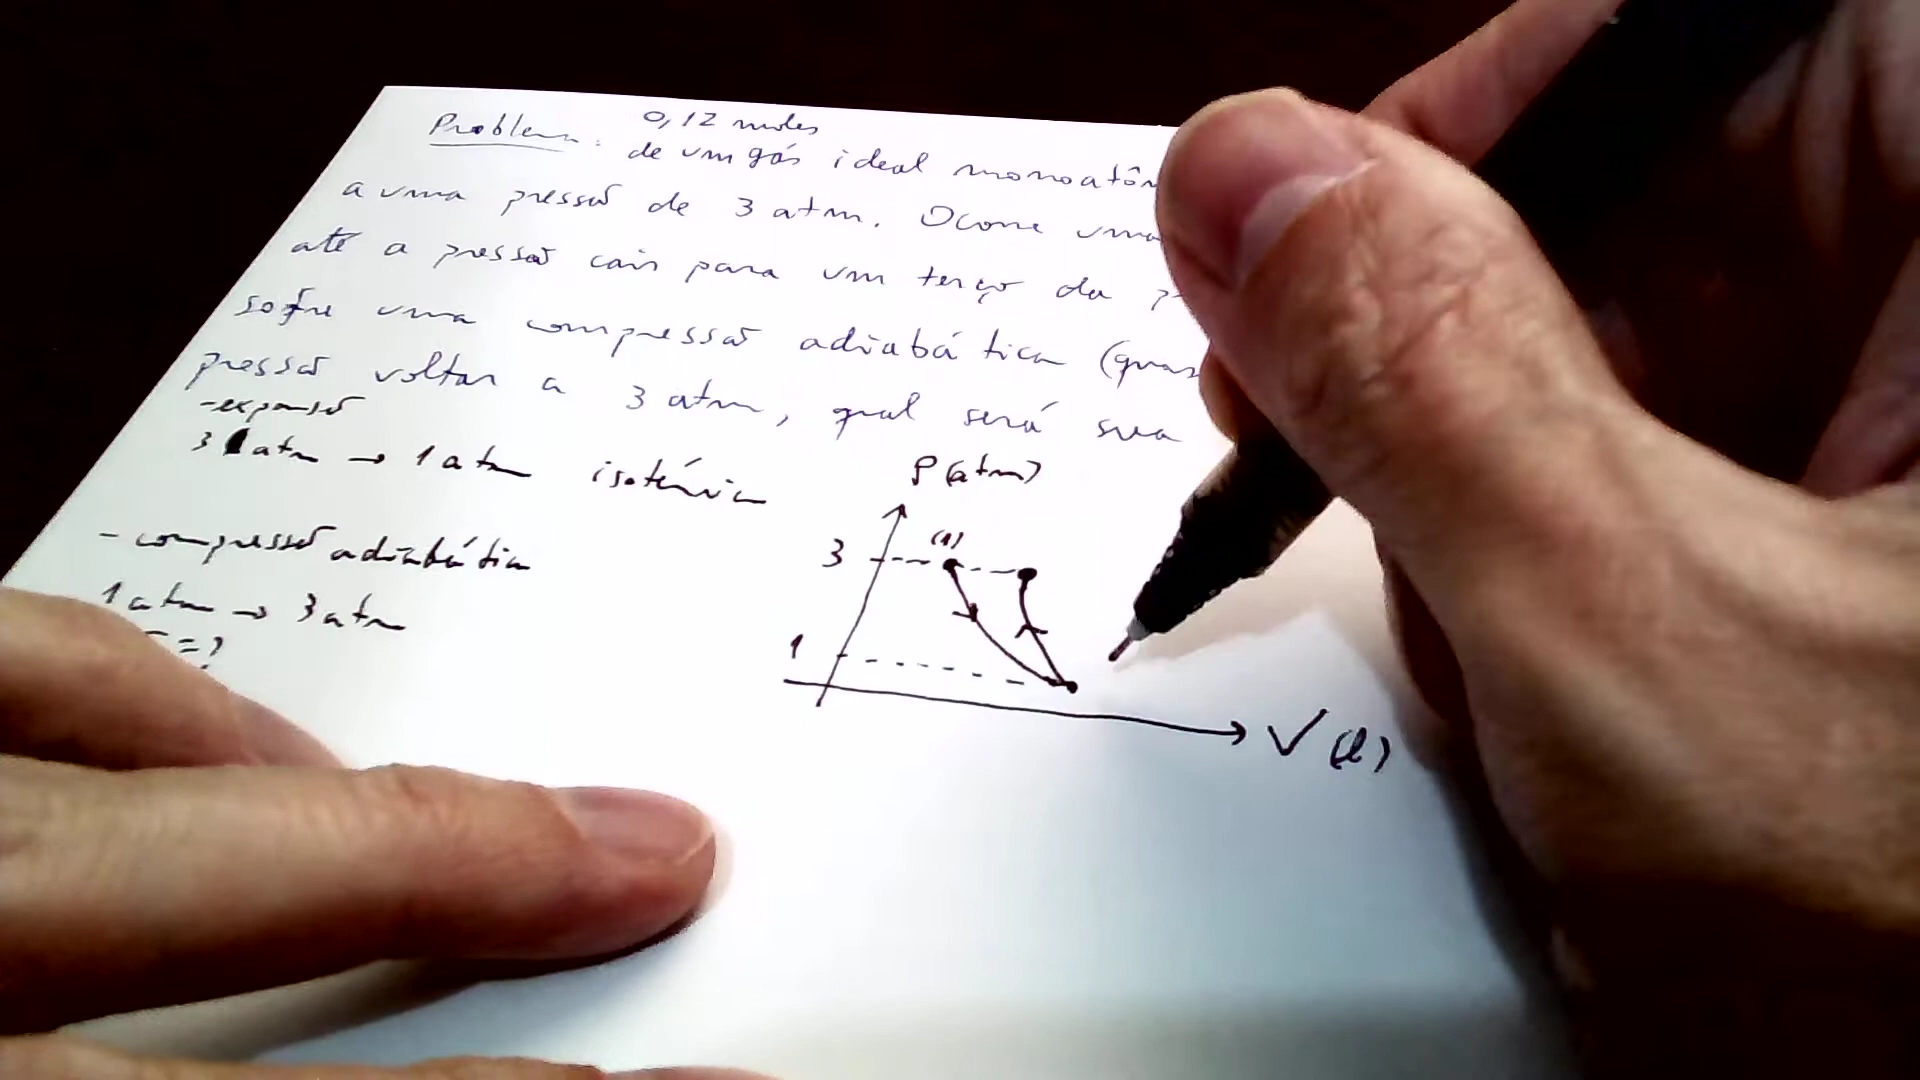 Problema: 0,12 moles
de um gás ideal monoatôm
a uma pressão de 3 atm. Ocorre uma
até a pressão cair para um terço da p
sofre uma compressão adiabática (quas
pressão voltar a 3 atm, qual será sua
- expansão
3 atm → 1 atm isotérmica
- compressão adiabática
1 atm → 3 atm
= ?
P (atm)
3 (1)
1
V (l)